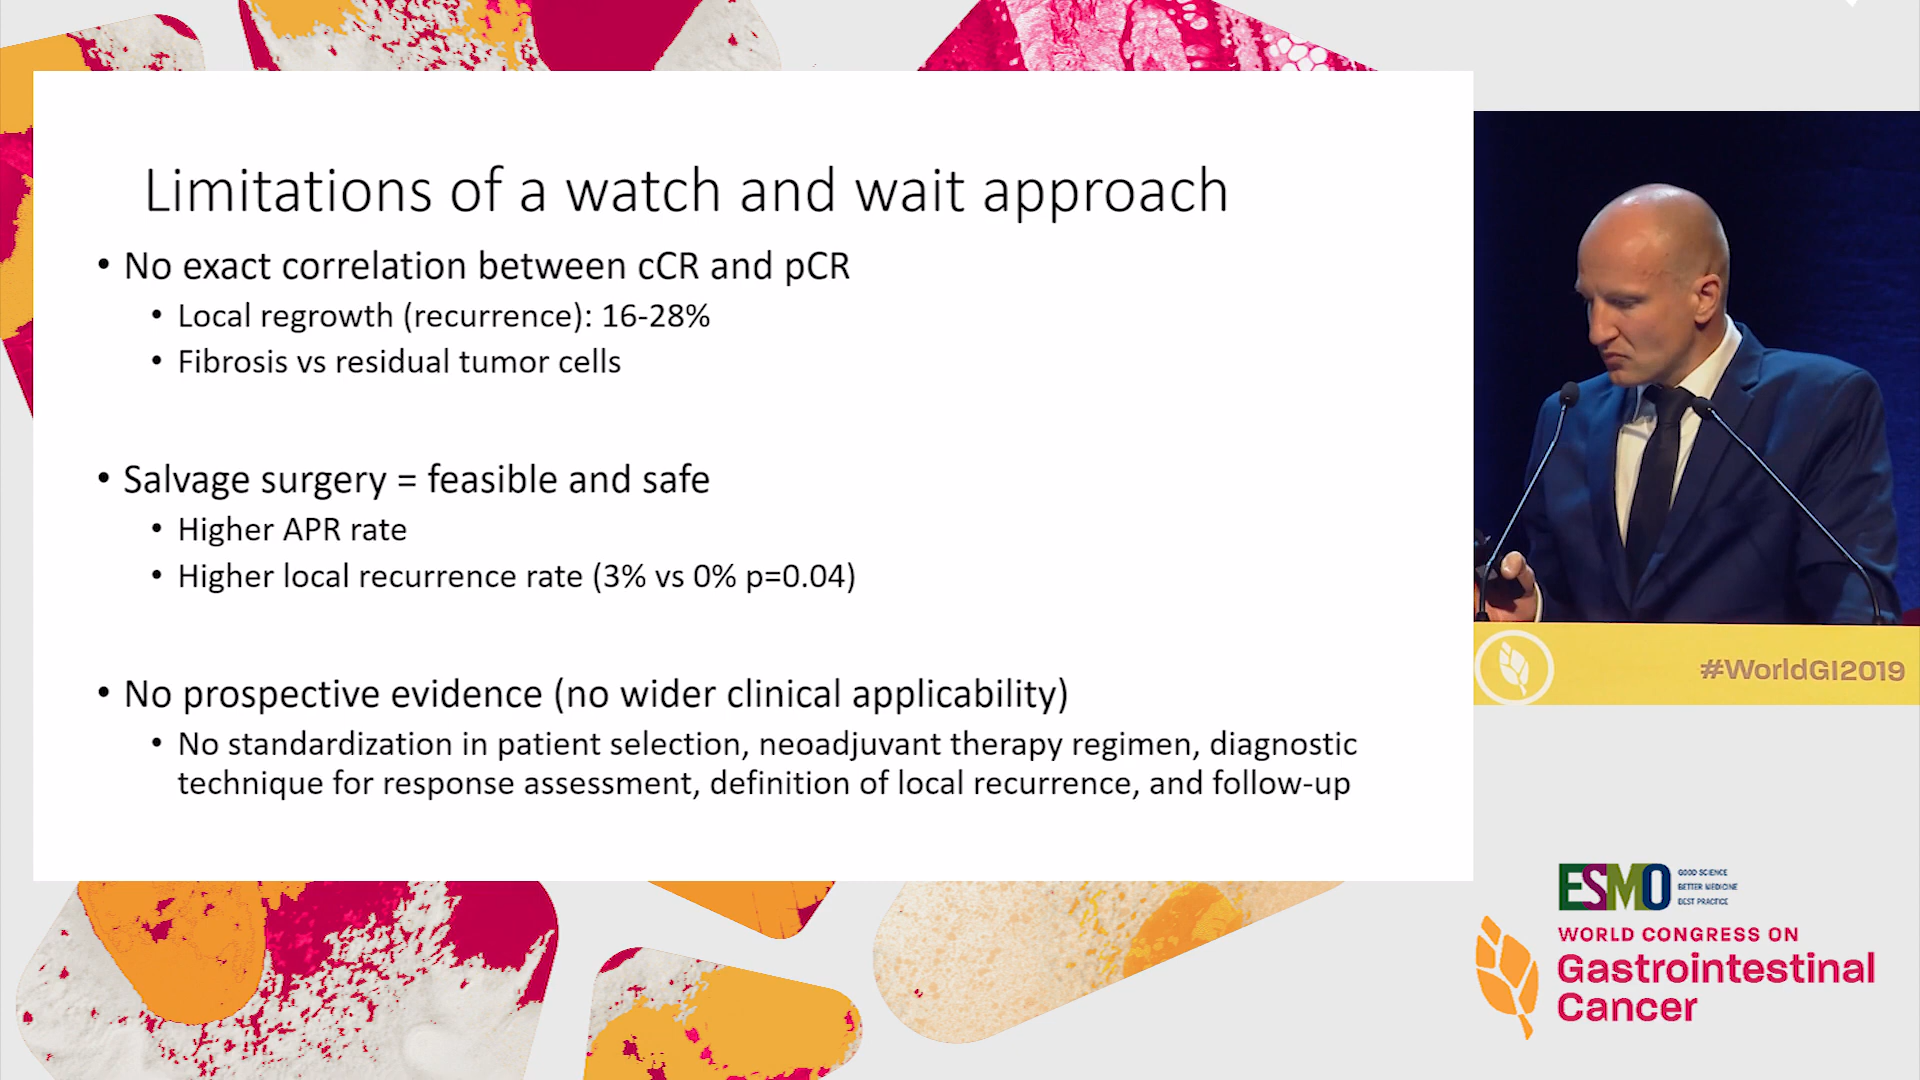 Limitations of a watch and wait approach
• No exact correlation between cCR and pCR
• Local regrowth (recurrence): 16-28%
• Fibrosis vs residual tumor cells
• Salvage surgery = feasible and safe
• Higher APR rate
• Higher local recurrence rate (3% vs 0% p=0.04)
• No prospective evidence (no wider clinical applicability)
• No standardization in patient selection, neoadjuvant therapy regimen, diagnostic
technique for response assessment, definition of local recurrence, and follow-up
#WorldGI2019
ESMO
GOOD SCIENCE
BETTER MEDICINE
BEST PRACTICE
WORLD CONGRESS ON
Gastrointestinal
Cancer